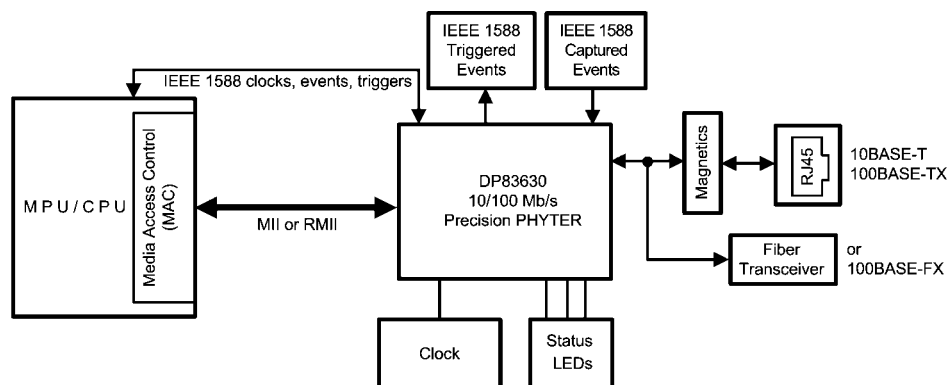 IEEE 1588
Triggered
Events
IEEE 1588
Captured
Events
IEEE 1588 clocks, events, triggers
MPU/CPU
Media Access Control
(MAC)
MII or RMII
DP83630
10/100 Mb/s
Precision PHYTER
Magnetics
RJ45
10BASE-T
100BASE-TX
Fiber
Transceiver
or
100BASE-FX
Clock
Status
LEDs